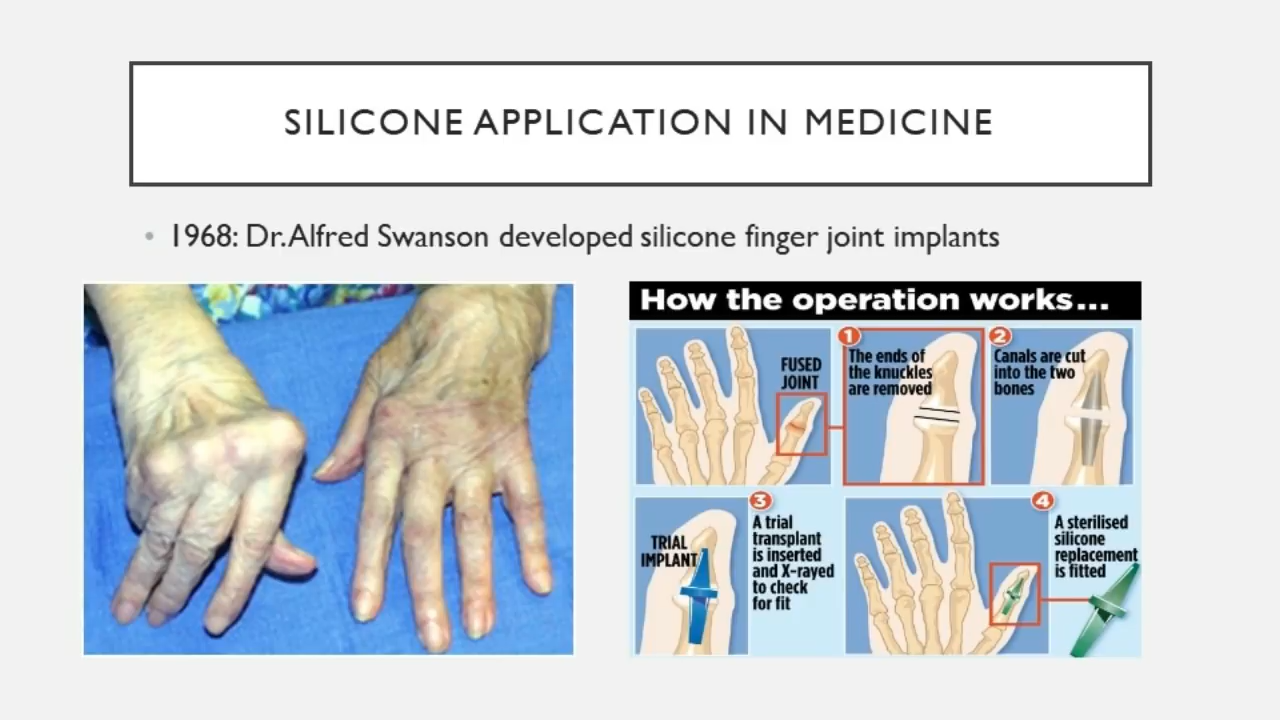 SILICONE APPLICATION IN MEDICINE
• 1968: Dr. Alfred Swanson developed silicone finger joint implants
How the operation works...
FUSED
JOINT
1
The ends of
the knuckles
are removed
2
Canals are cut
into the two
bones
TRIAL
IMPLANT
3
A trial
transplant
is inserted
and X-rayed
to check
for fit
4
A sterilised
silicone
replacement
is fitted